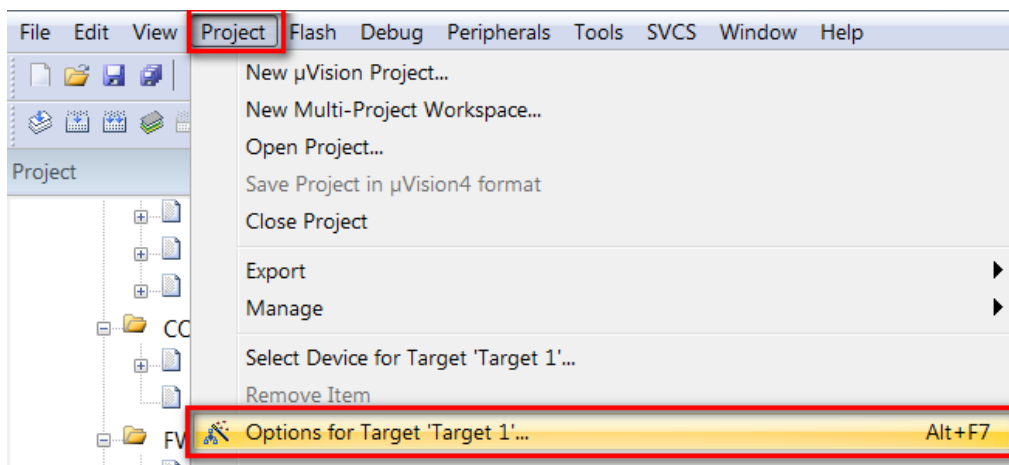 File Edit View Project Flash Debug Peripherals Tools SVCS Window Help
New µVision Project...
New Multi-Project Workspace...
Project
Open Project...
Save Project in µVision4 format
Close Project
Export
Manage
CO
Select Device for Target 'Target 1'...
Remove Item
Options for Target 'Target 1'... Alt+F7